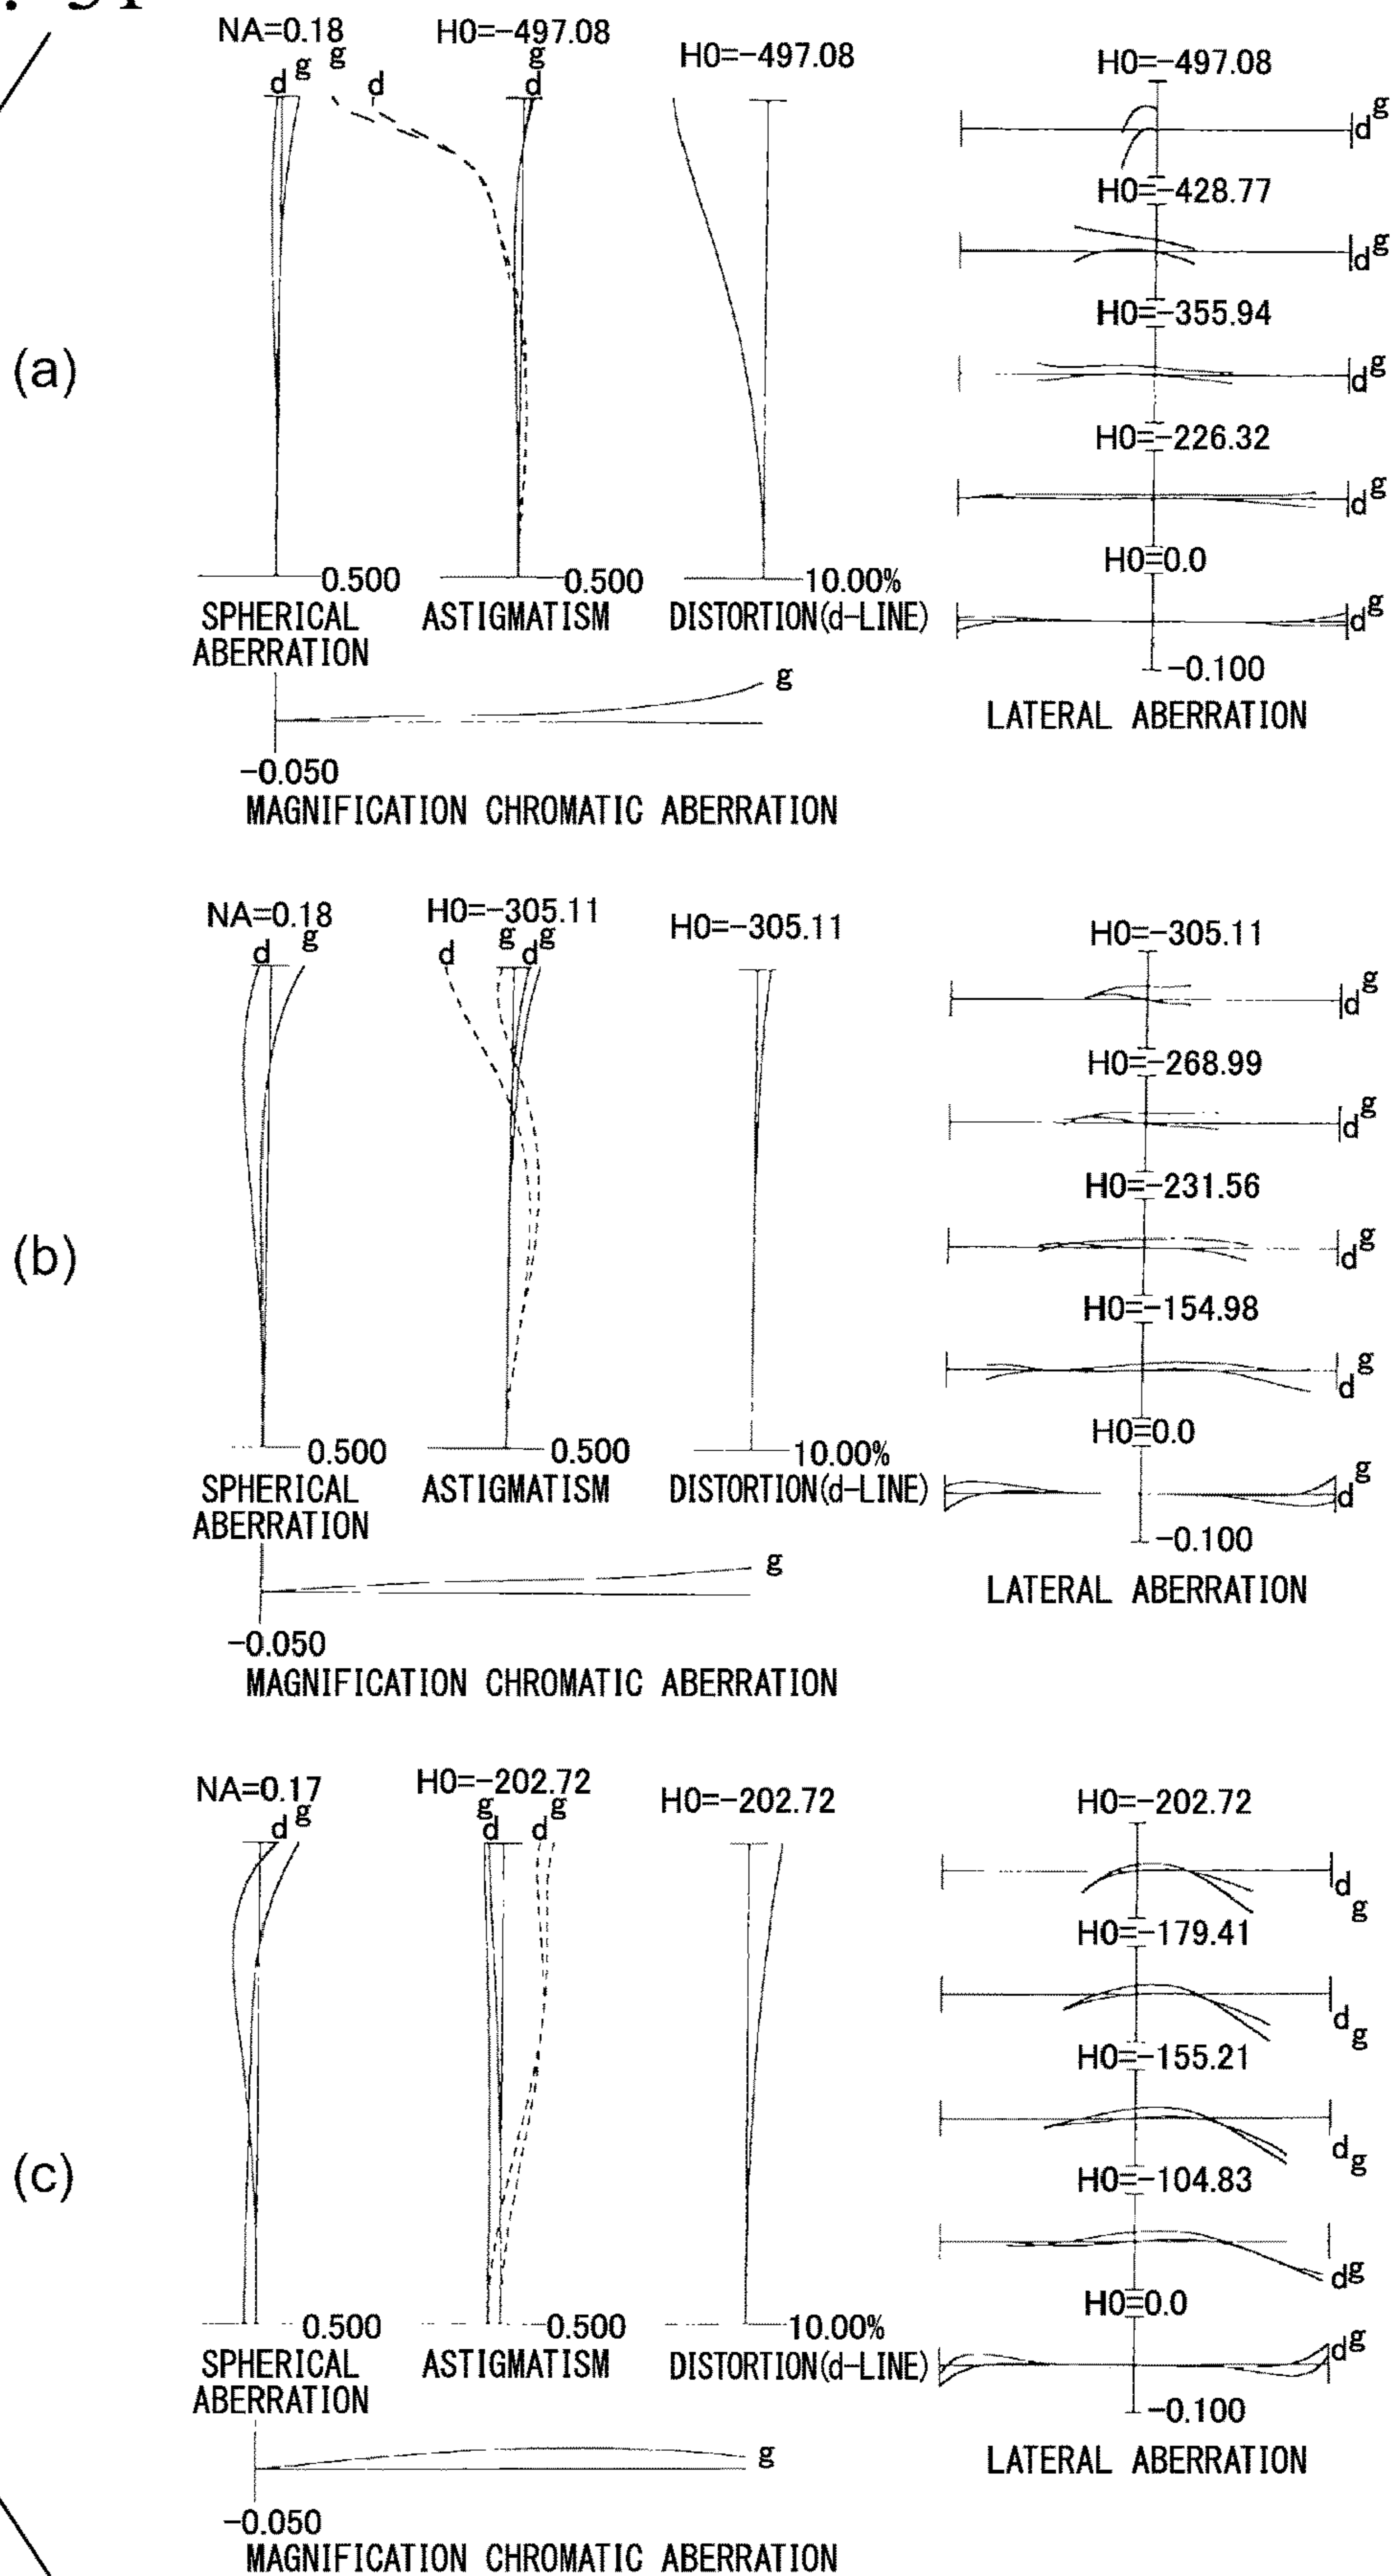 (a)
NA=0.18
d g
H0=-497.08
g d
g
d
H0=-497.08
0.500
SPHERICAL
ABERRATION
0.500
ASTIGMATISM
10.00%
DISTORTION(d-LINE)
H0=-497.08
d g
H0=-428.77
d g
H0=-355.94
d g
H0=-226.32
d g
H0=0.0
d g
-0.100
LATERAL ABERRATION
g
-0.050
MAGNIFICATION CHROMATIC ABERRATION
(b)
NA=0.18
d g
H0=-305.11
d g d g
H0=-305.11
0.500
SPHERICAL
ABERRATION
0.500
ASTIGMATISM
10.00%
DISTORTION(d-LINE)
H0=-305.11
d g
H0=-268.99
d g
H0=-231.56
d g
H0=-154.98
d g
H0=0.0
d g
-0.100
LATERAL ABERRATION
g
-0.050
MAGNIFICATION CHROMATIC ABERRATION
(c)
NA=0.17
d g
H0=-202.72
g
d
d g
H0=-202.72
0.500
SPHERICAL
ABERRATION
0.500
ASTIGMATISM
10.00%
DISTORTION(d-LINE)
H0=-202.72
d g
H0=-179.41
d g
H0=-155.21
d g
H0=-104.83
d g
H0=0.0
d g
-0.100
LATERAL ABERRATION
g
-0.050
MAGNIFICATION CHROMATIC ABERRATION